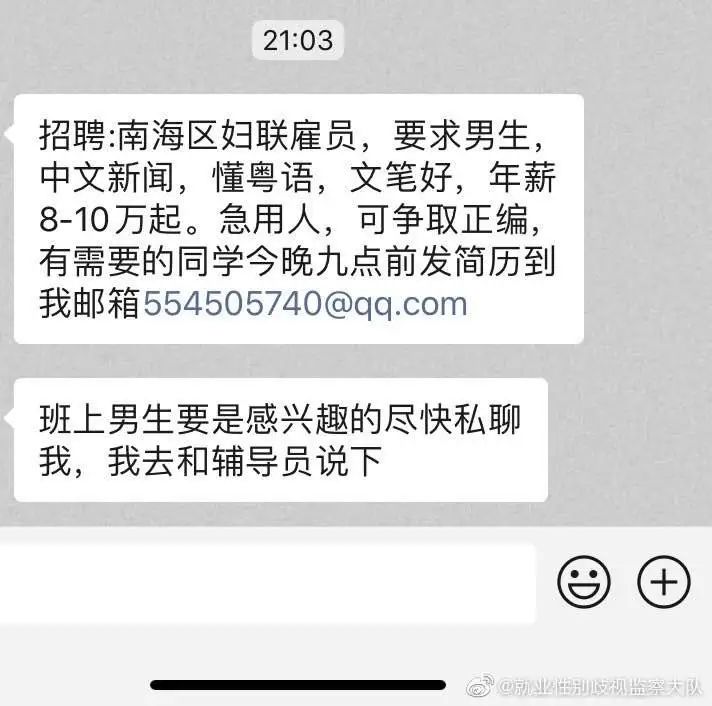 21:03
招聘:南海区妇联雇员，要求男生，
中文新闻，懂粤语，文笔好，年薪
8-10万起。急用人，可争取正编，
有需要的同学今晚九点前发简历到
我邮箱554505740@qq.com
班上男生要是感兴趣的尽快私聊
我，我去和辅导员说下
@就业性别歧视监察大队